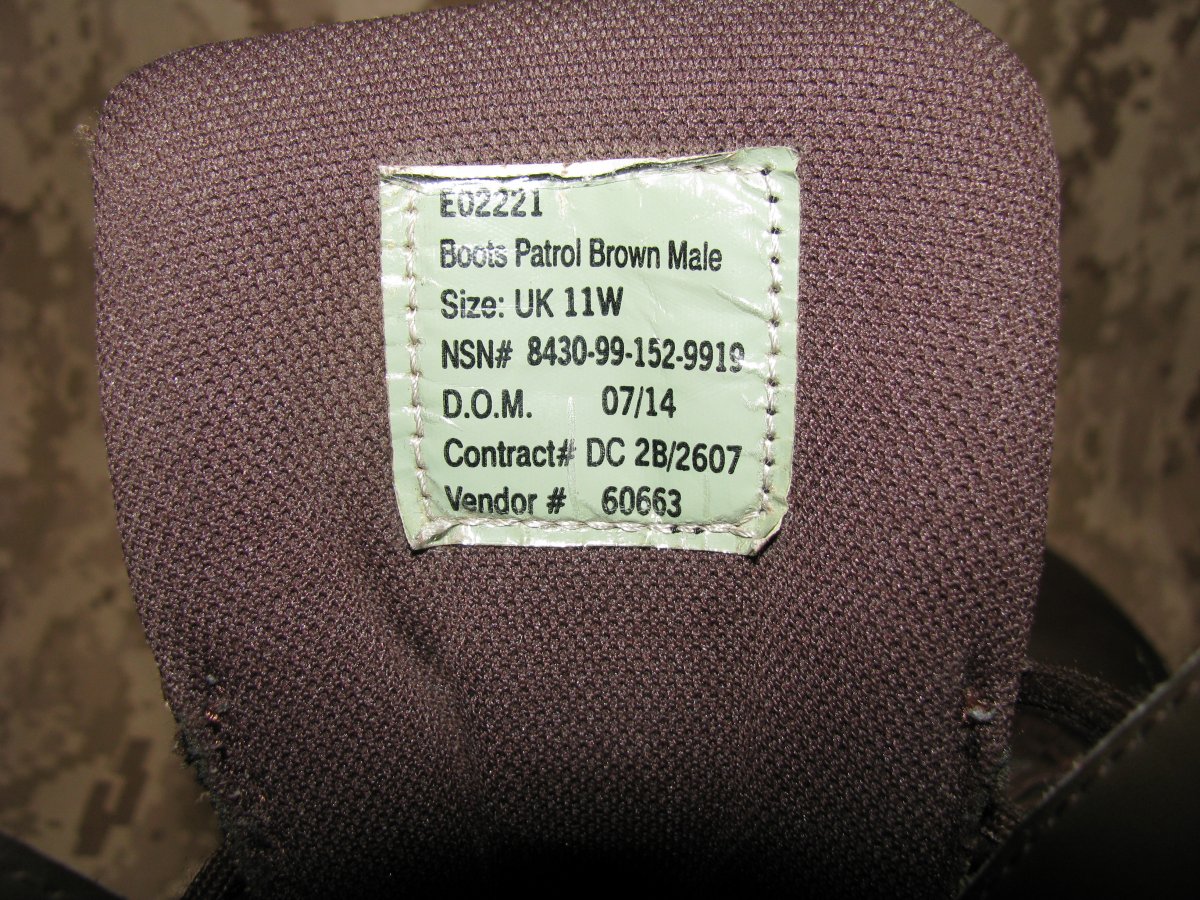 E02221
Boots Patrol Brown Male
Size: UK 11W
NSN# 8430-99-152-9919
D.O.M. 07/14
Contract# DC 2B/2607
Vendor # 60663